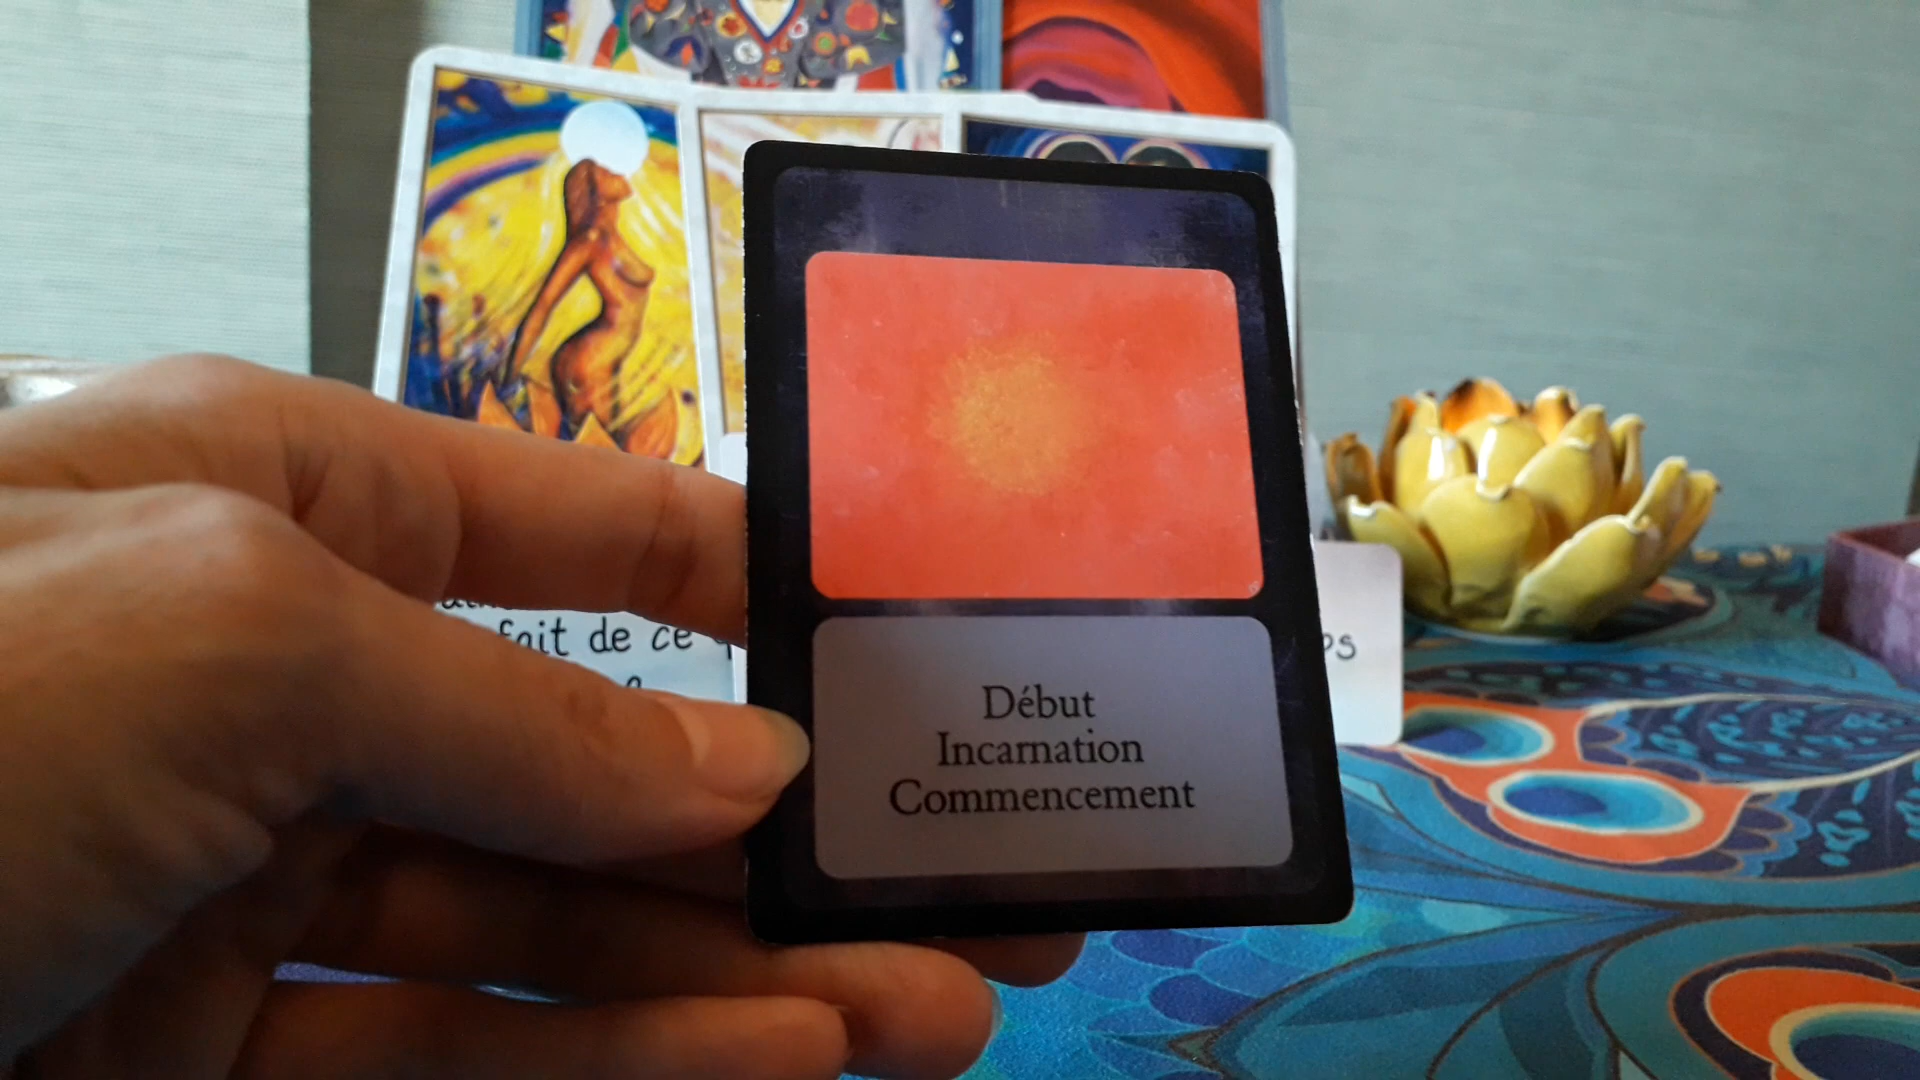 fait de ce
Début
Incarnation
Commencement